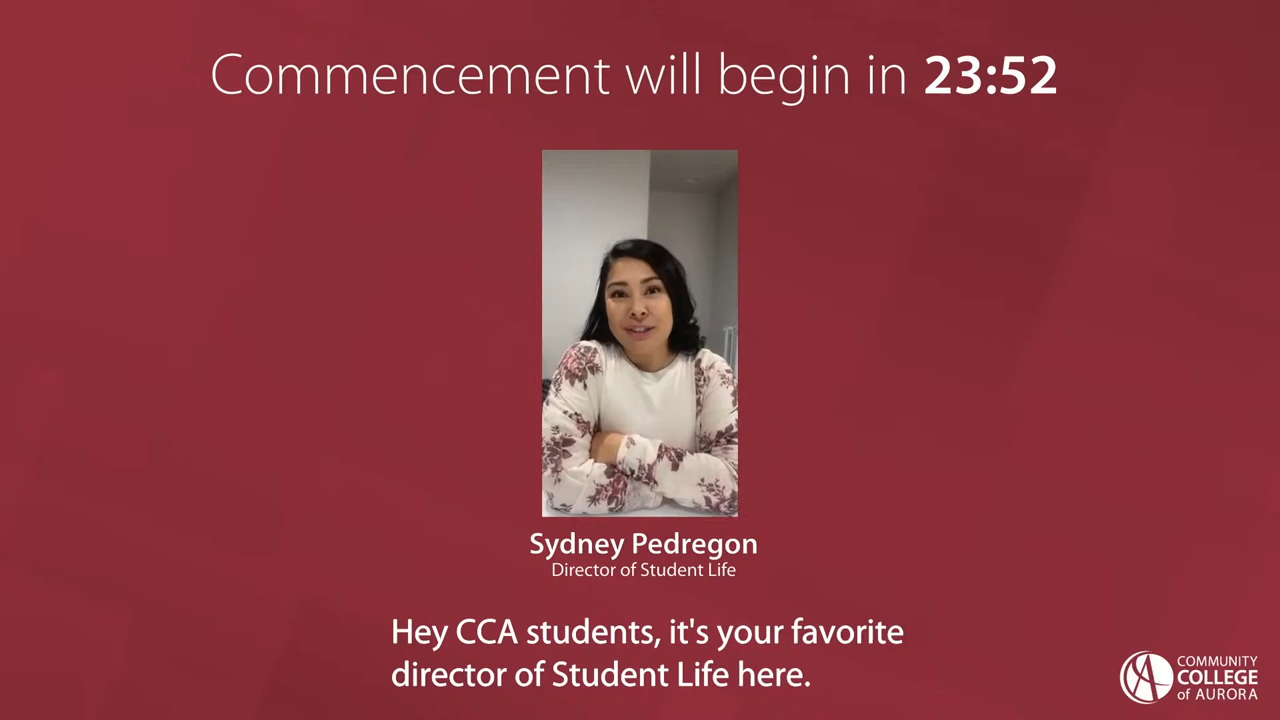 Commencement will begin in 23:52
Sydney Pedregon
Director of Student Life
Hey CCA students, it's your favorite
director of Student Life here.
COMMUNITY
COLLEGE
of AURORA